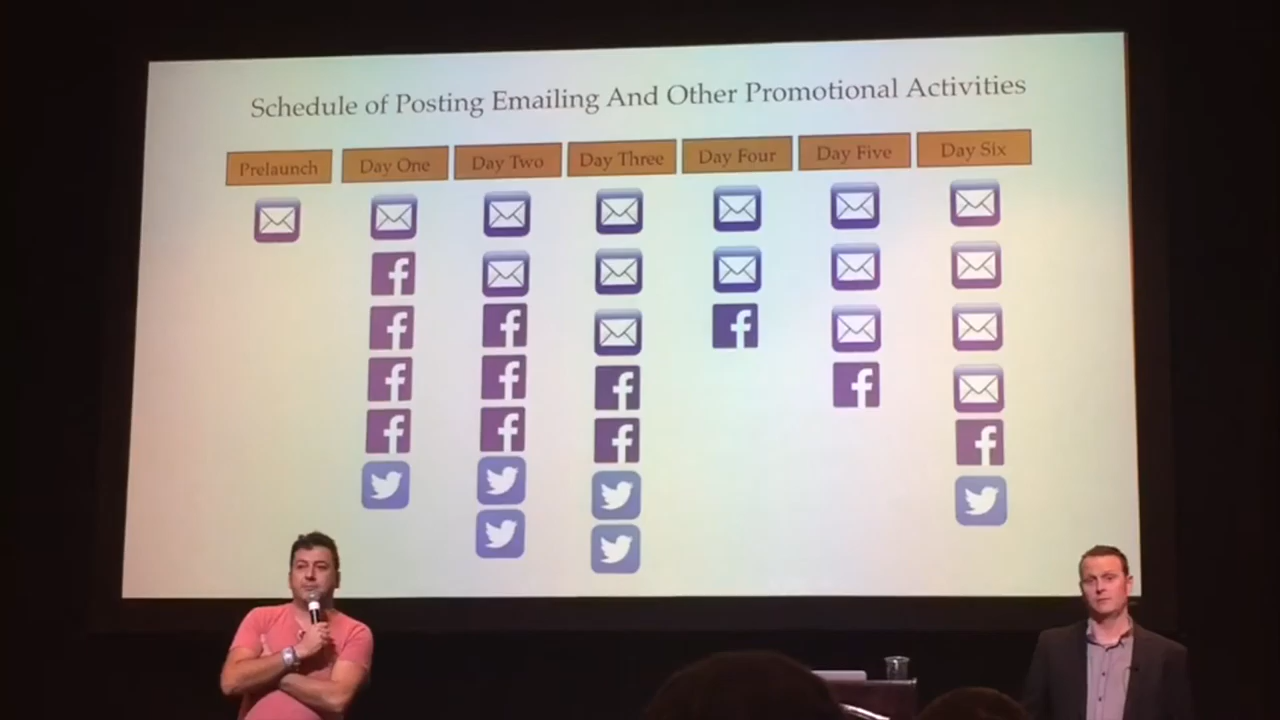 Schedule of Posting Emailing And Other Promotional Activities
Prelaunch Day One Day Two Day Three Day Four Day Five Day Six